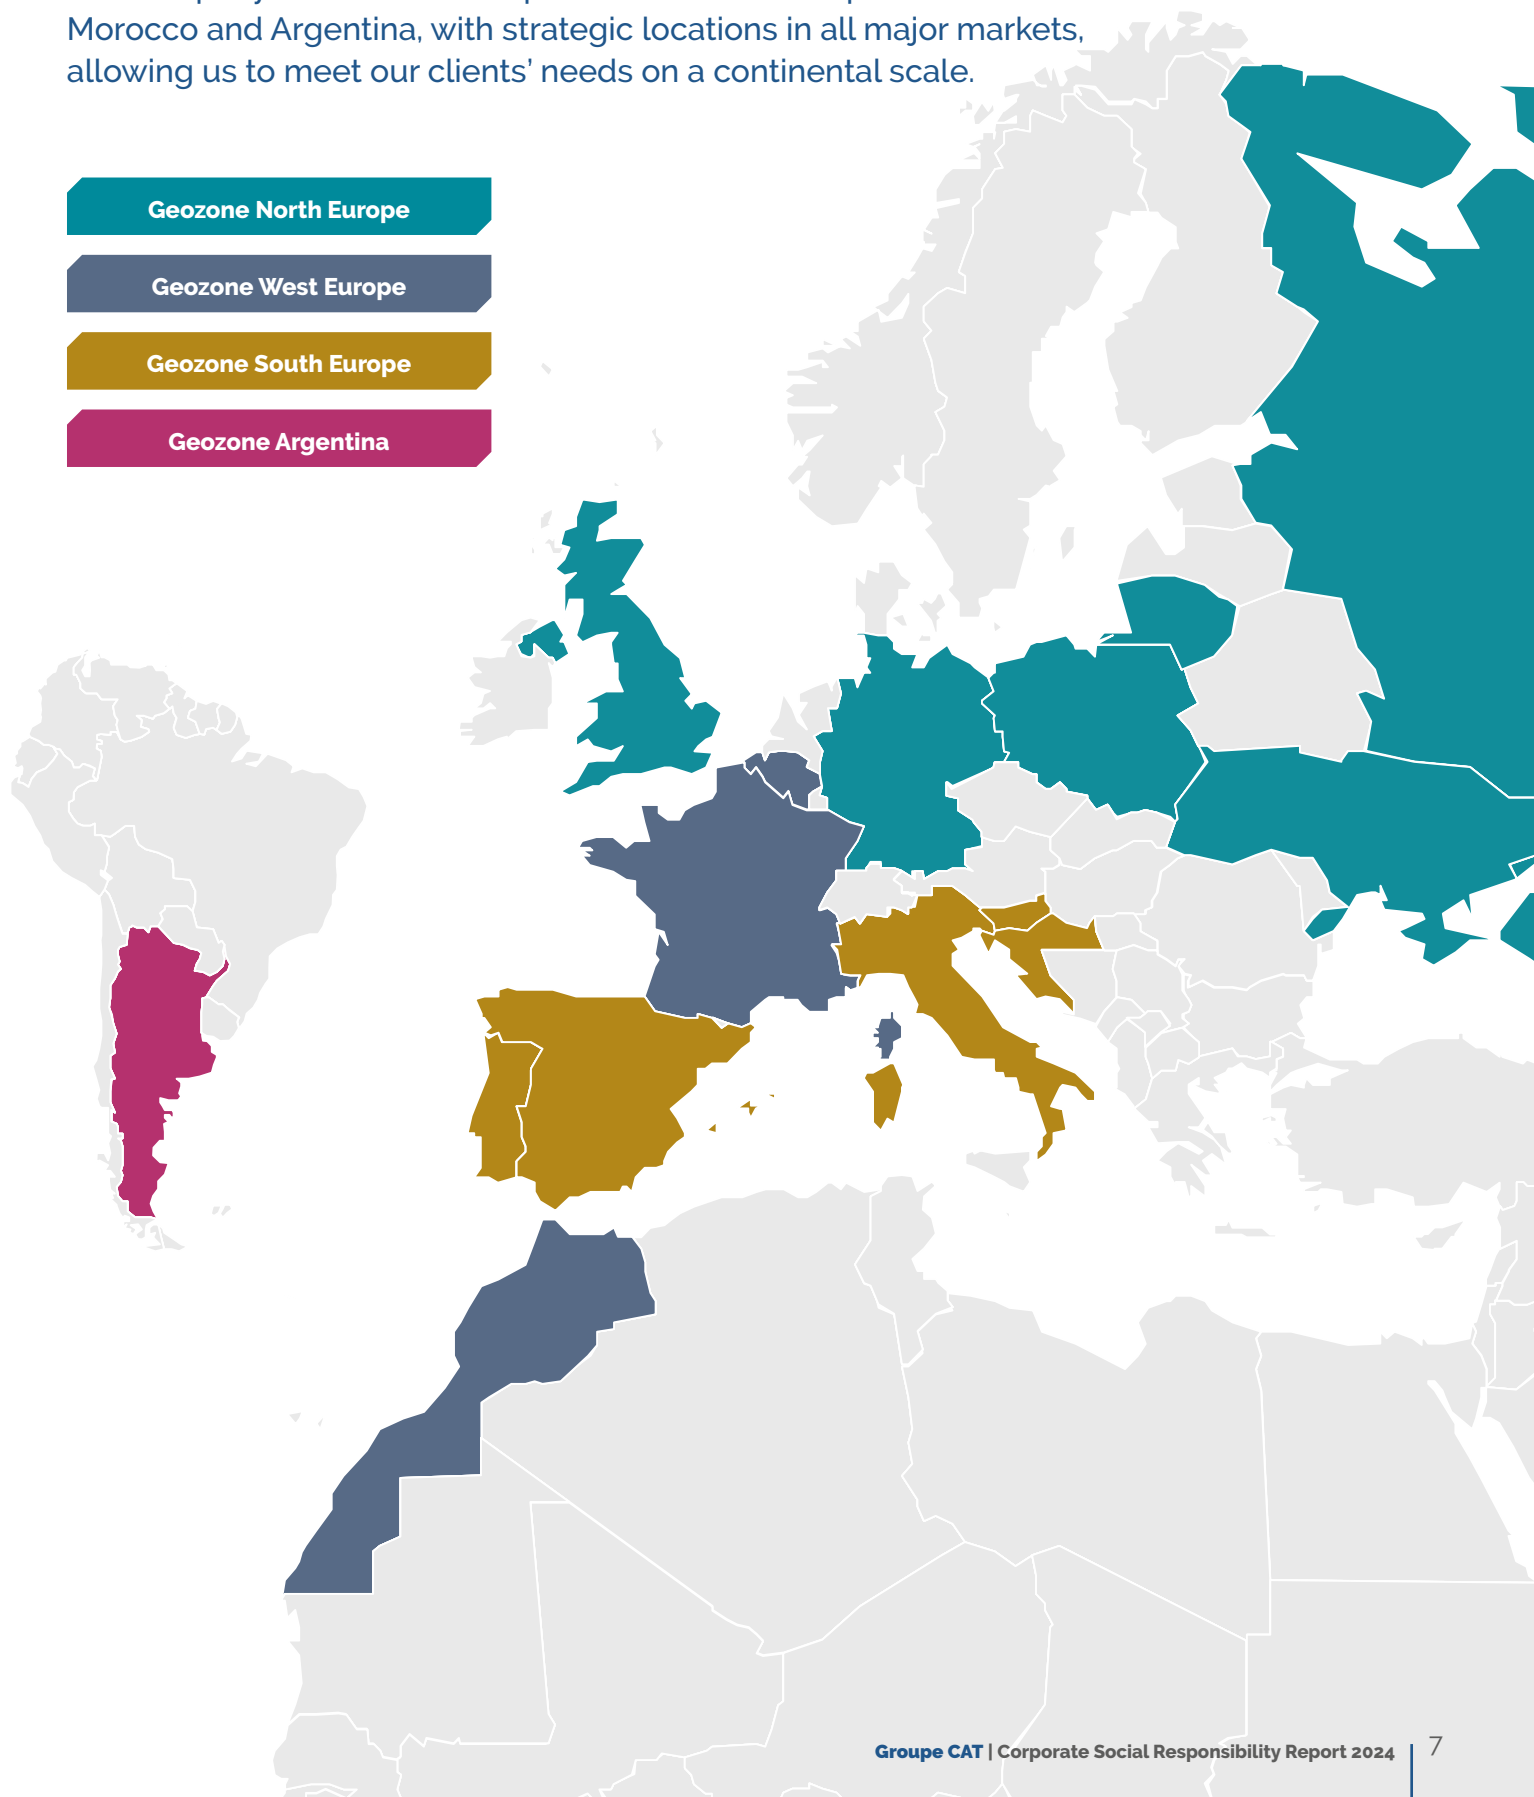 Morocco and Argentina, with strategic locations in all major markets,
allowing us to meet our clients’ needs on a continental scale.
Geozone North Europe
Geozone West Europe
Geozone South Europe
Geozone Argentina
Groupe CAT | Corporate Social Responsibility Report 2024 7